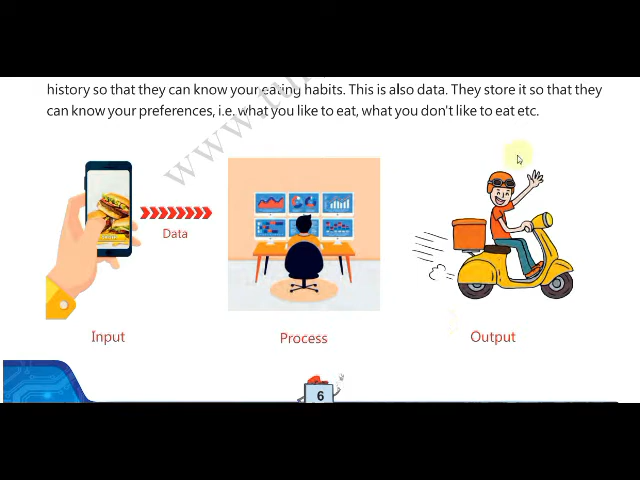 history so that they can know your eating habits. This is also data. They store it so that they
can know your preferences, i.e. what you like to eat, what you don't like to eat etc.
Data
Input
Process
Output
6